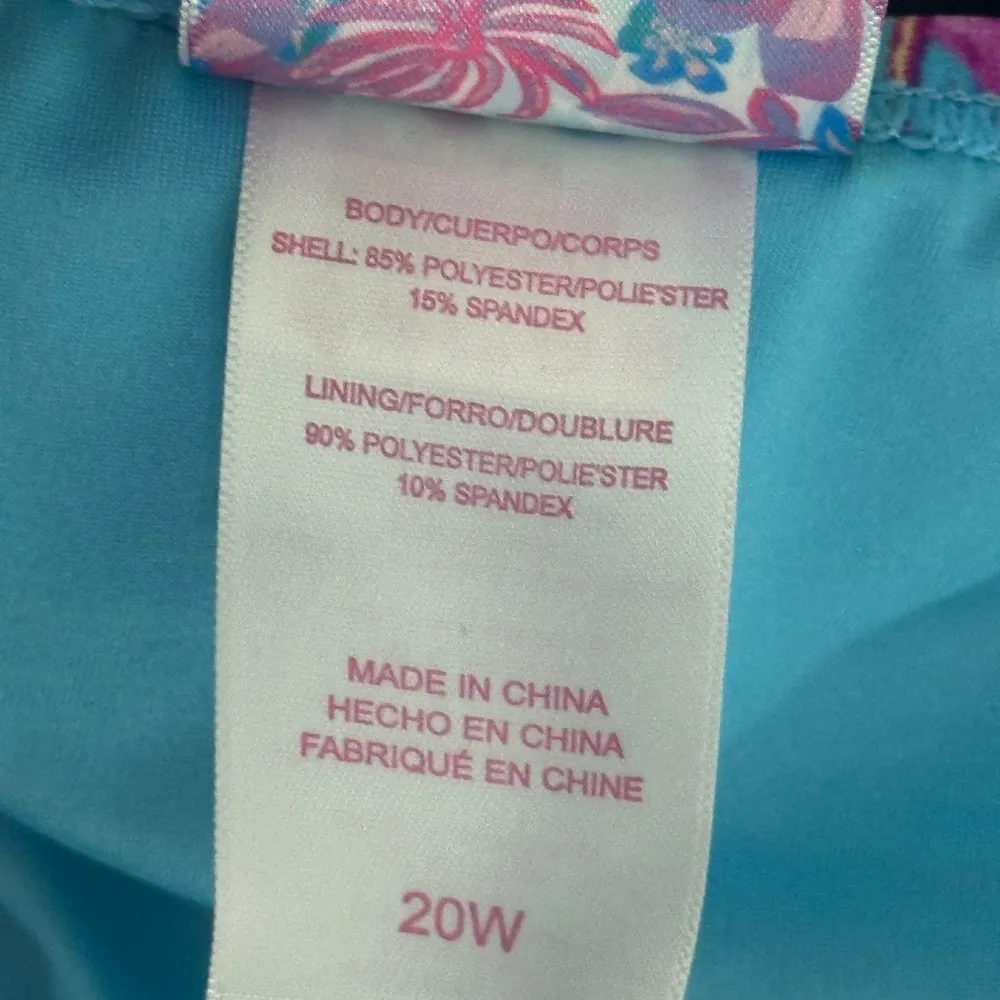 BODY/CUERPO/CORPS
SHELL: 85% POLYESTER/POLIE'STER
15% SPANDEX
LINING/FORRO/DOUBLURE
90% POLYESTER/POLIE'STER
10% SPANDEX
MADE IN CHINA
HECHO EN CHINA
FABRIQUÉ EN CHINE
20W